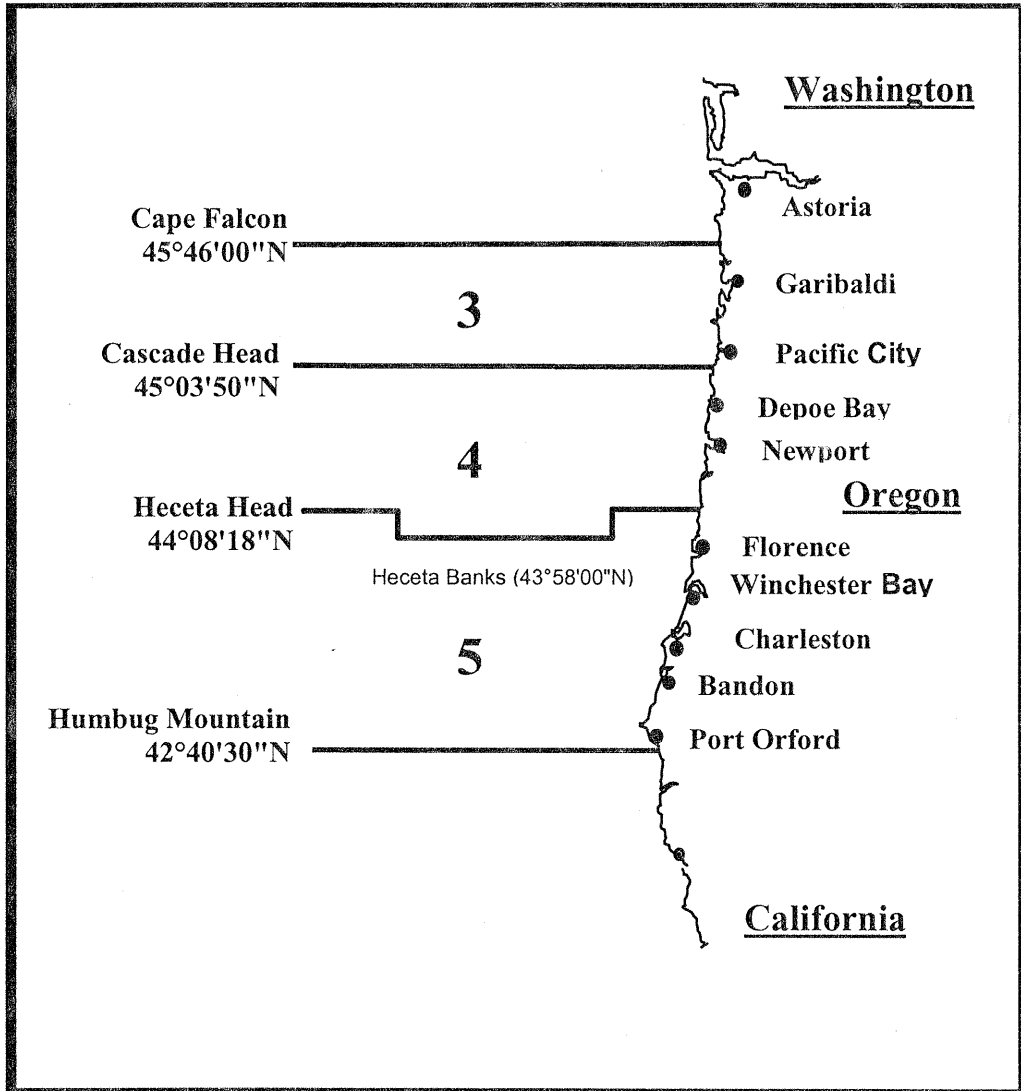 Washington
Astoria
Cape Falcon
45°46'00"N
Garibaldi
3
Cascade Head
45°03'50"N
Pacific City
Depoe Bay
4
Newport
Heceta Head
44°08'18"N
Oregon
Florence
Heceta Banks (43°58'00"N)
Winchester Bay
Charleston
5
Bandon
Humbug Mountain
42°40'30"N
Port Orford
California